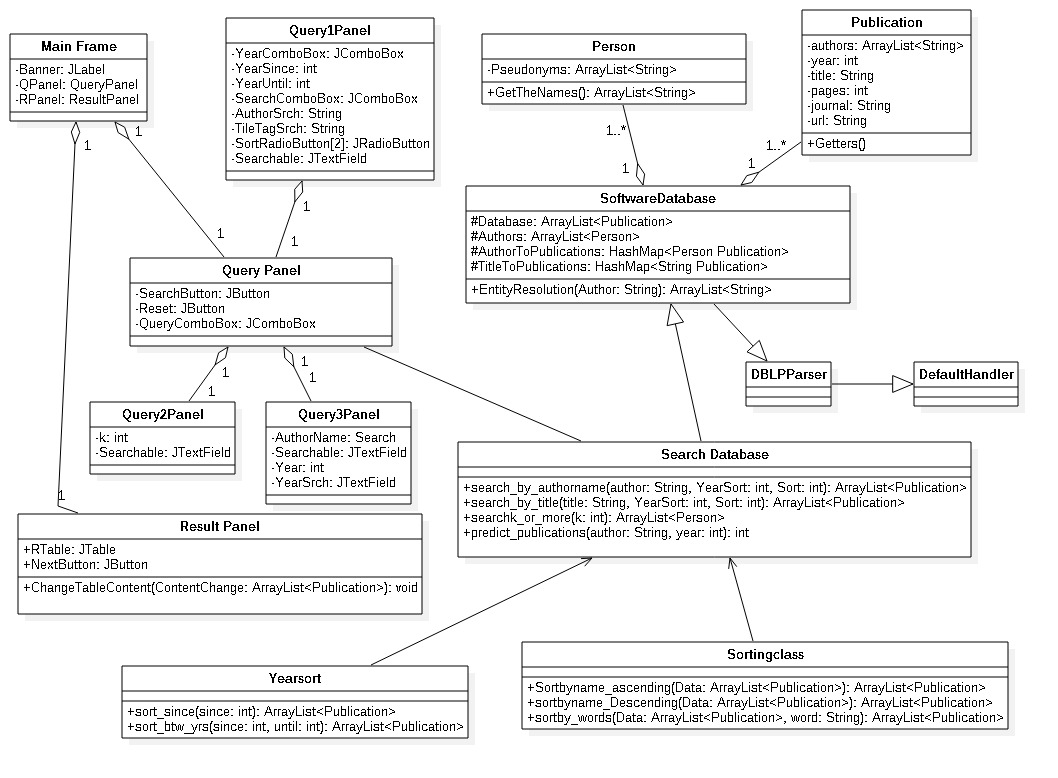 Main Frame
-Banner: JLabel
-QPanel: QueryPanel
-RPanel: ResultPanel
1
1
Query1Panel
-YearComboBox: JComboBox
-YearSince: int
-YearUntil: int
-SearchComboBox: JComboBox
-AuthorSrch: String
-TileTagSrch: String
-SortRadioButton[2]: JRadioButton
-Searchable: JTextField
1
1
1
Person
-Pseudonyms: ArrayList<String>
+GetTheNames(): ArrayList<String>
1..*
1
Publication
-authors: ArrayList<String>
-year: int
-title: String
-pages: int
-journal: String
-url: String
+Getters()
1..*
1
SoftwareDatabase
#Database: ArrayList<Publication>
#Authors: ArrayList<Person>
#AuthorToPublications: HashMap<Person Publication>
#TitleToPublications: HashMap<String Publication>
+EntityResolution(Author: String): ArrayList<String>
Query Panel
-SearchButton: JButton
-Reset: JButton
-QueryComboBox: JComboBox
1
1
1
1
DBLPParser
DefaultHandler
Query2Panel
-k: int
-Searchable: JTextField
Query3Panel
-AuthorName: Search
-Searchable: JTextField
-Year: int
-YearSrch: JTextField
Search Database
+search_by_authorname(author: String, YearSort: int, Sort: int): ArrayList<Publication>
+search_by_title(title: String, YearSort: int, Sort: int): ArrayList<Publication>
+searchk_or_more(k: int): ArrayList<Person>
+predict_publications(author: String, year: int): int
1
Result Panel
+RTable: JTable
+NextButton: JButton
+ChangeTableContent(ContentChange: ArrayList<Publication>): void
Yearsort
+sort_since(since: int): ArrayList<Publication>
+sort_btw_yrs(since: int, until: int): ArrayList<Publication>
Sortingclass
+Sortbyname_ascending(Data: ArrayList<Publication>): ArrayList<Publication>
+sortbyname_Descending(Data: ArrayList<Publication>): ArrayList<Publication>
+sortby_words(Data: ArrayList<Publication>, word: String): ArrayList<Publication>